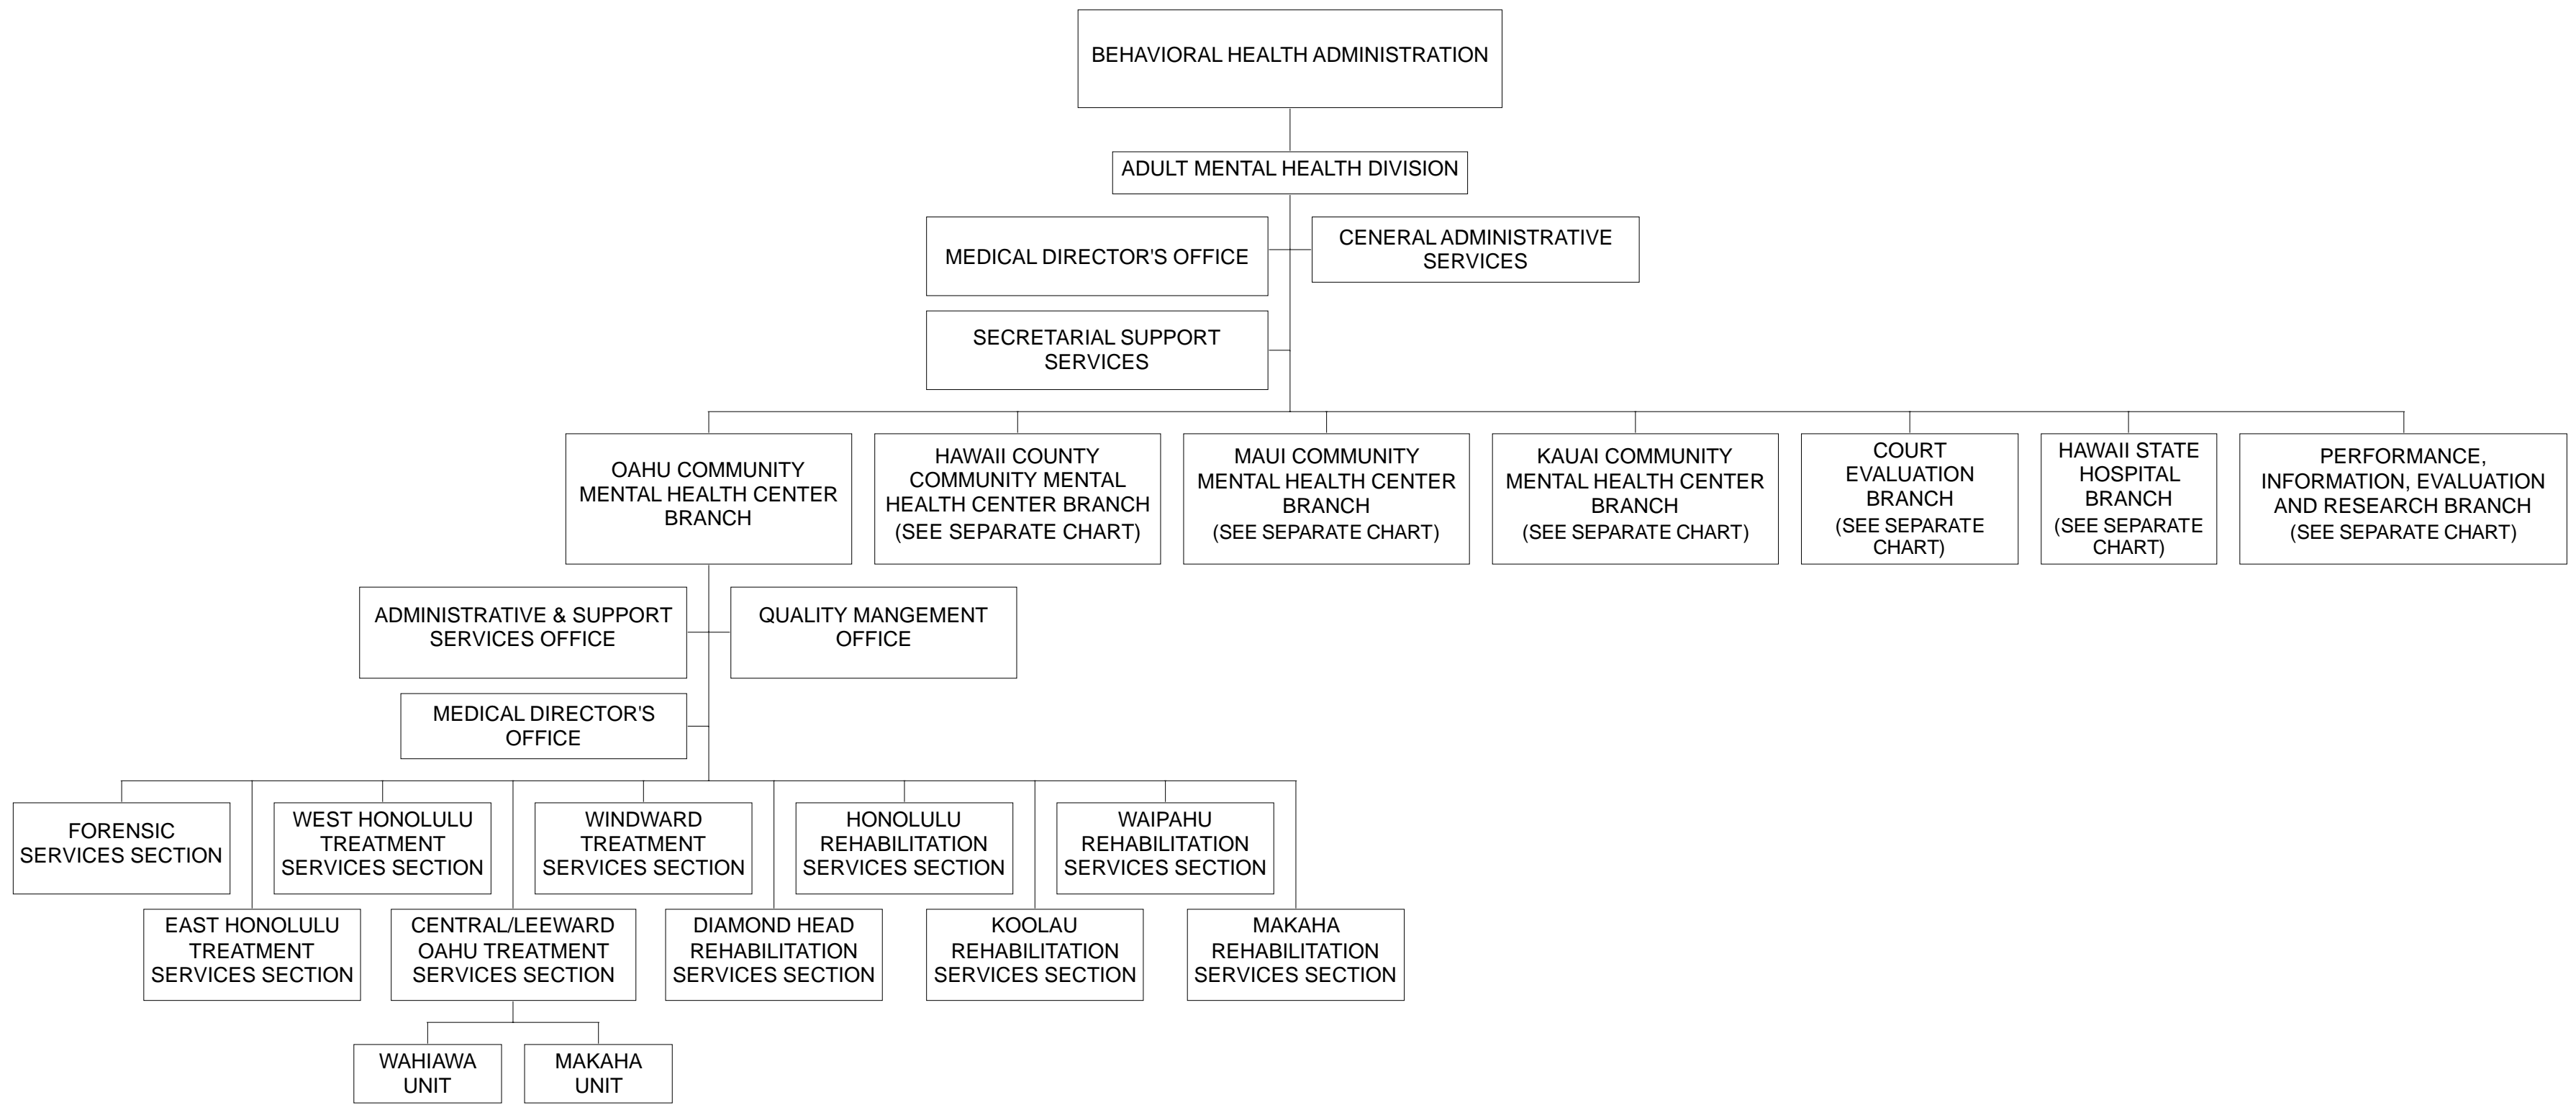 BEHAVIORAL HEALTH ADMINISTRATION
ADULT MENTAL HEALTH DIVISION
MEDICAL DIRECTOR'S OFFICE
CENERAL ADMINISTRATIVE
SERVICES
SECRETARIAL SUPPORT
SERVICES
OAHU COMMUNITY
MENTAL HEALTH CENTER
BRANCH
HAWAII COUNTY
COMMUNITY MENTAL
HEALTH CENTER BRANCH
(SEE SEPARATE CHART)
MAUI COMMUNITY
MENTAL HEALTH CENTER
BRANCH
(SEE SEPARATE CHART)
KAUAI COMMUNITY
MENTAL HEALTH CENTER
BRANCH
(SEE SEPARATE CHART)
COURT
EVALUATION
BRANCH
(SEE SEPARATE
CHART)
HAWAII STATE
HOSPITAL
BRANCH
(SEE SEPARATE
CHART)
PERFORMANCE,
INFORMATION, EVALUATION
AND RESEARCH BRANCH
(SEE SEPARATE CHART)
ADMINISTRATIVE & SUPPORT
SERVICES OFFICE
QUALITY MANGEMENT
OFFICE
MEDICAL DIRECTOR'S
OFFICE
FORENSIC
SERVICES SECTION
WEST HONOLULU
TREATMENT
SERVICES SECTION
WINDWARD
TREATMENT
SERVICES SECTION
HONOLULU
REHABILITATION
SERVICES SECTION
WAIPAHU
REHABILITATION
SERVICES SECTION
EAST HONOLULU
TREATMENT
SERVICES SECTION
CENTRAL/LEEWARD
OAHU TREATMENT
SERVICES SECTION
DIAMOND HEAD
REHABILITATION
SERVICES SECTION
KOOLAU
REHABILITATION
SERVICES SECTION
MAKAHA
REHABILITATION
SERVICES SECTION
WAHIAWA
UNIT
MAKAHA
UNIT